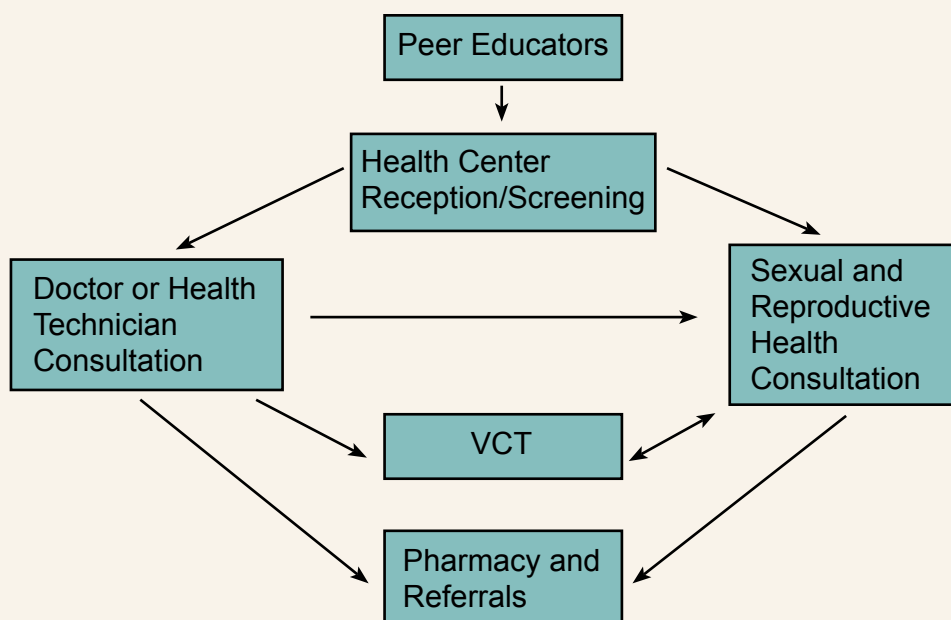 Peer Educators
Health Center
Reception/Screening
Doctor or Health
Technician
Consultation
Sexual and
Reproductive
Health
Consultation
VCT
Pharmacy and
Referrals